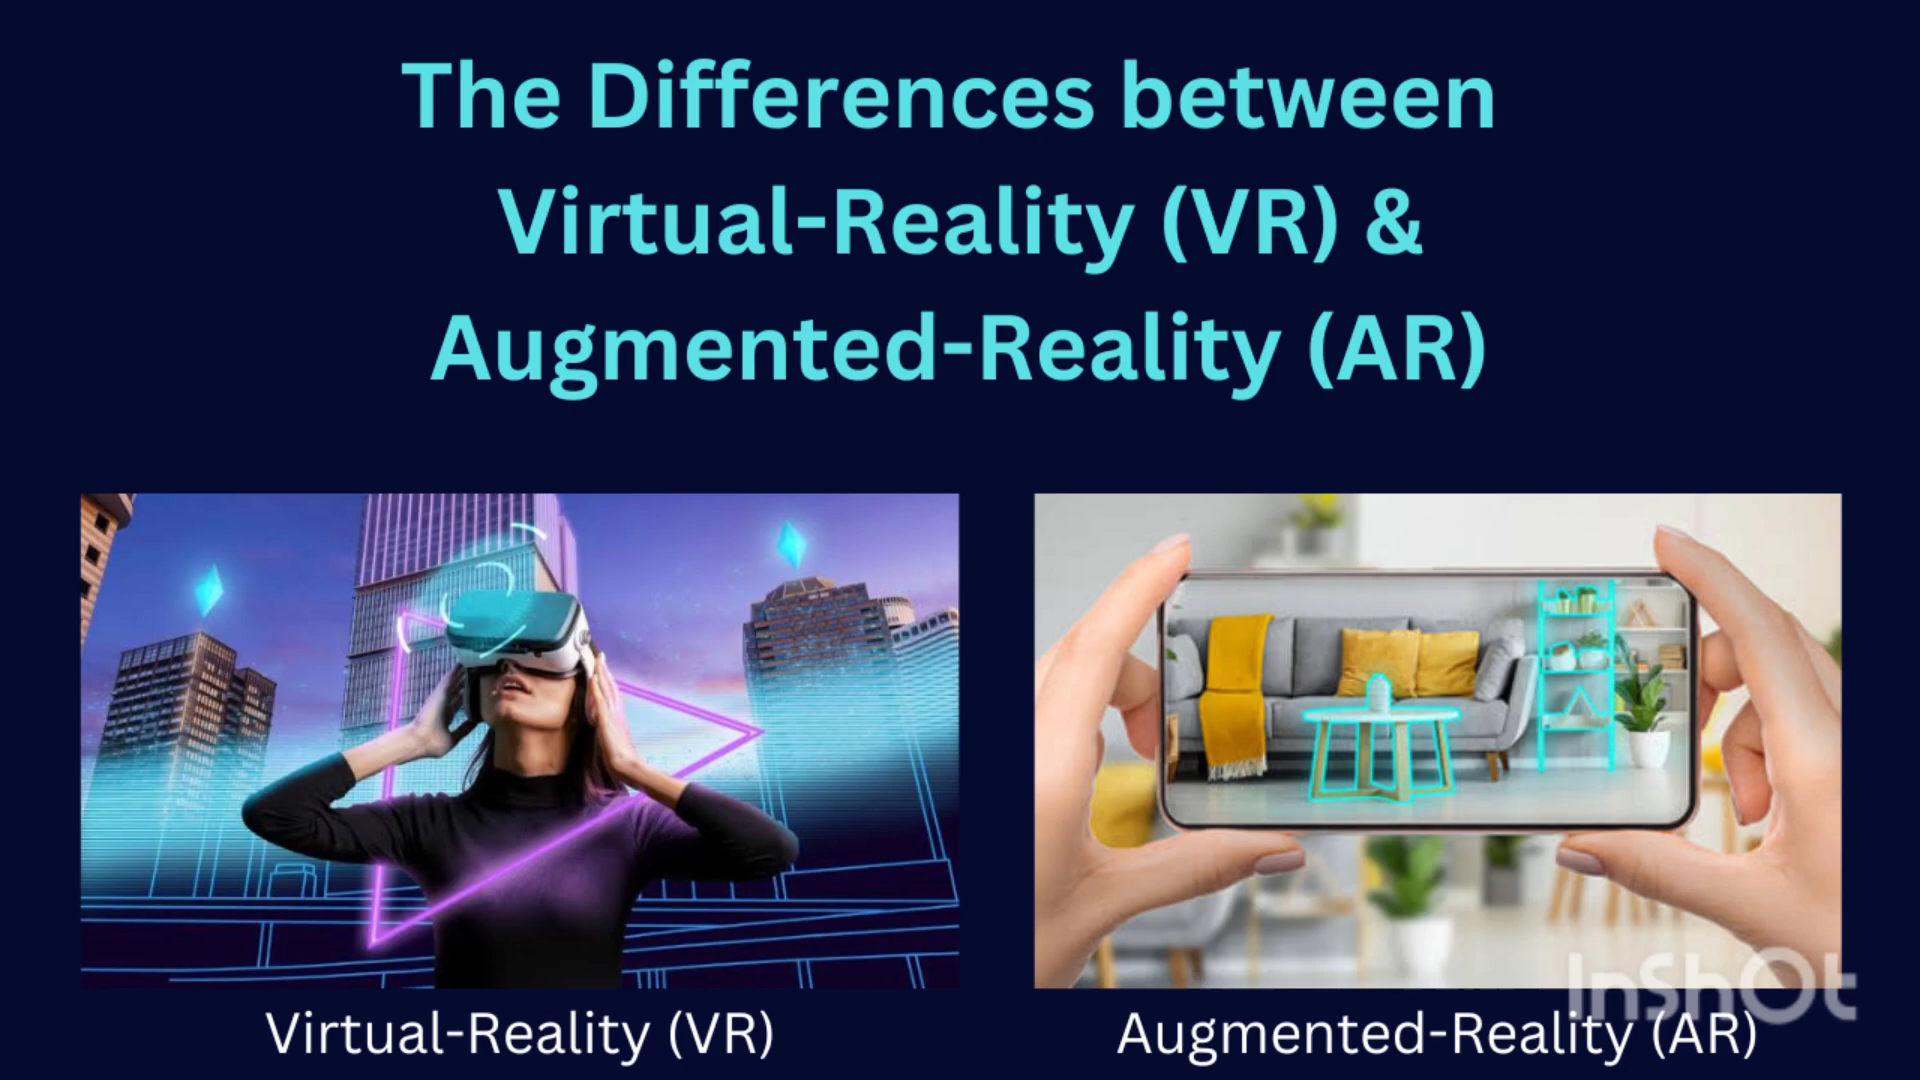 The Differences between
Virtual-Reality (VR) &
Augmented-Reality (AR)
Virtual-Reality (VR)
Augmented-Reality (AR)
InShOt